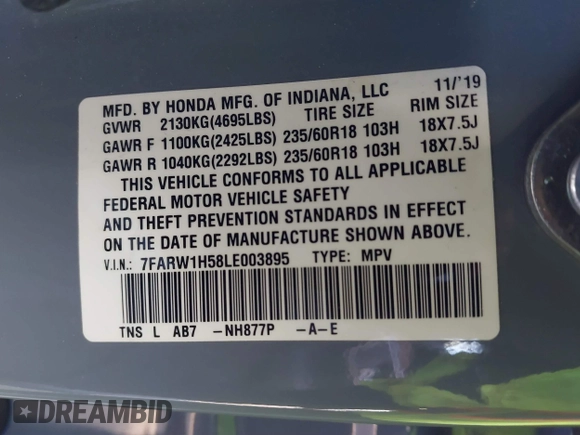 MFD. BY HONDA MFG. OF INDIANA, LLC 11/'19
GVWR 2130KG(4695LBS) TIRE SIZE RIM SIZE
GAWR F 1100KG(2425LBS) 235/60R18 103H 18X7.5J
GAWR R 1040KG(2292LBS) 235/60R18 103H 18X7.5J
THIS VEHICLE CONFORMS TO ALL APPLICABLE
FEDERAL MOTOR VEHICLE SAFETY
AND THEFT PREVENTION STANDARDS IN EFFECT
ON THE DATE OF MANUFACTURE SHOWN ABOVE.
V.I.N.: 7FARW1H58LE003895 TYPE: MPV
TNS L AB7 -NH877P -A-E
DREAMBID